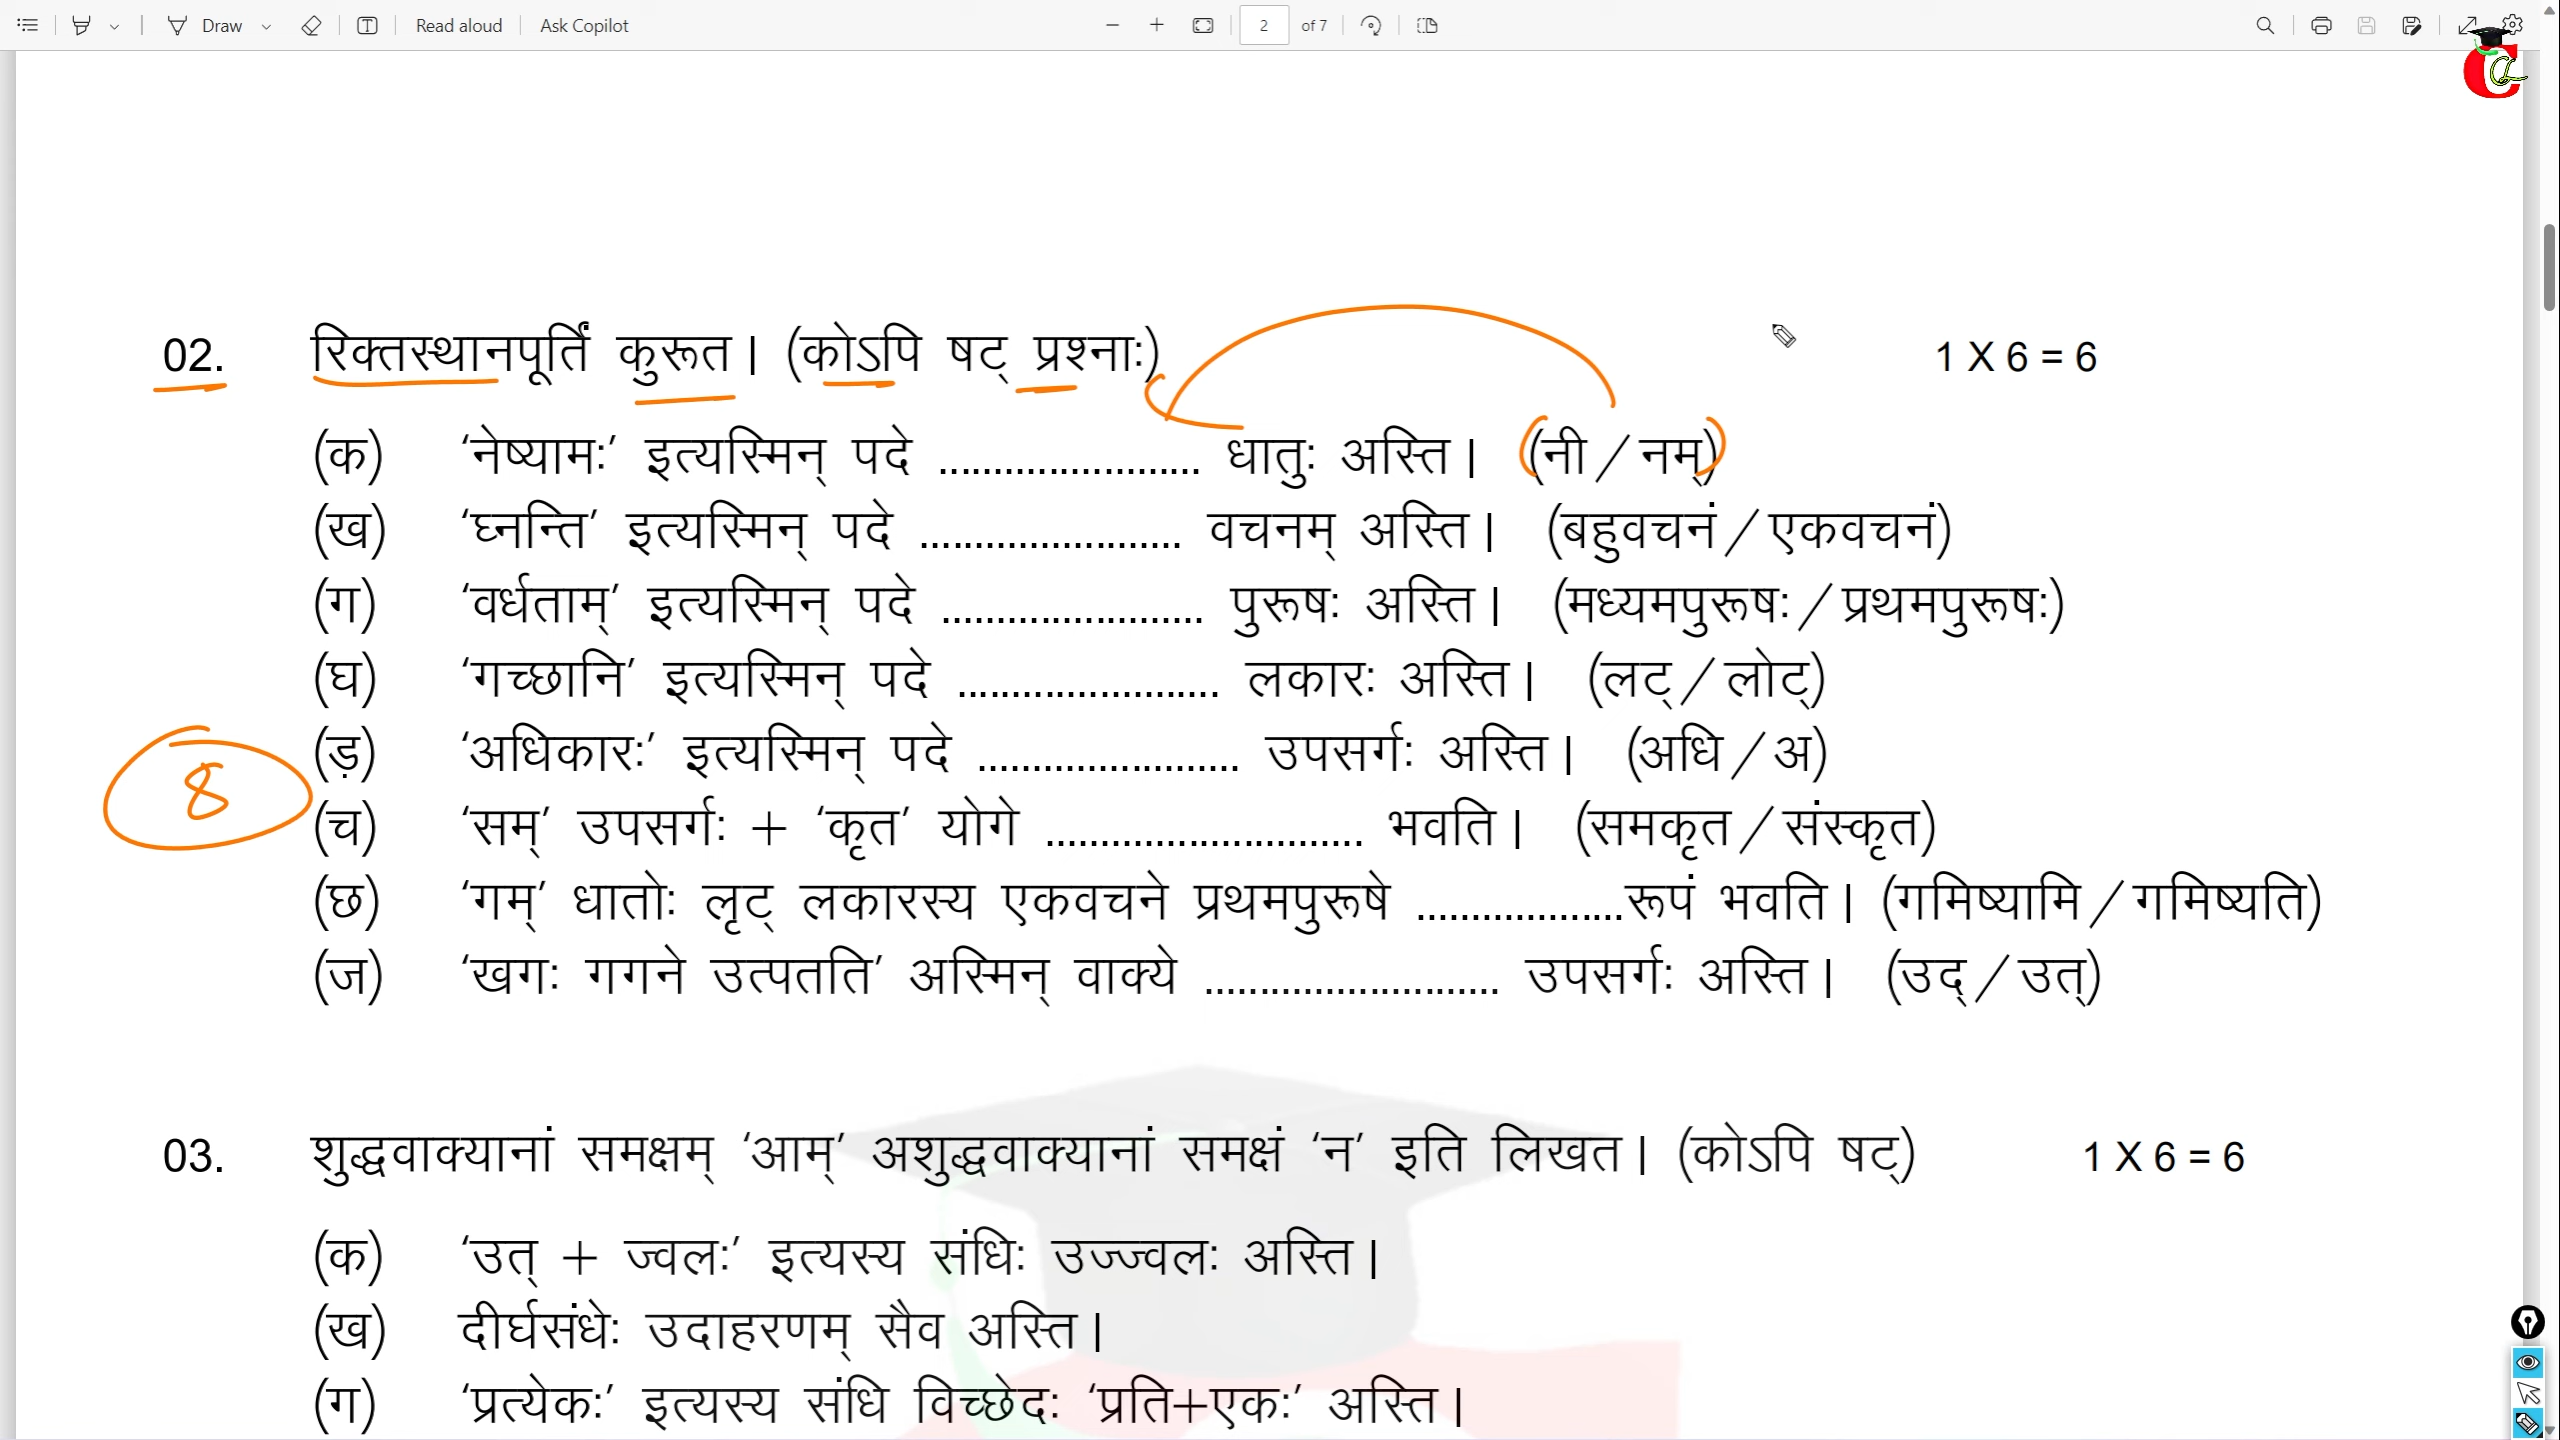 Draw Read aloud Ask Copilot 2 of 7
02. रिक्तस्थानपूर्तिं कुरूत। (कोऽपि षट् प्रश्नाः) 1 X 6 = 6
(क) ‘नेष्यामः’ इत्यस्मिन् पदे ........................ धातुः अस्ति। (नी/नम्)
(ख) ‘घ्नन्ति’ इत्यस्मिन् पदे ........................ वचनम् अस्ति। (बहुवचनं/एकवचनं)
(ग) ‘वर्धताम्’ इत्यस्मिन् पदे ........................ पुरूषः अस्ति। (मध्यमपुरूषः/प्रथमपुरूषः)
(घ) ‘गच्छानि’ इत्यस्मिन् पदे ........................ लकारः अस्ति। (लट्/लोट्)
(ड़) ‘अधिकारः’ इत्यस्मिन् पदे ........................ उपसर्गः अस्ति। (अधि/अ)
8
(च) ‘सम्’ उपसर्गः + ‘कृत’ योगे ............................. भवति। (समकृत/संस्कृत)
(छ) ‘गम्’ धातोः लृट् लकारस्य एकवचने प्रथमपुरूषे ...................रूपं भवति। (गमिष्यामि/गमिष्यति)
(ज) ‘खगः गगने उत्पतति’ अस्मिन् वाक्ये ........................... उपसर्गः अस्ति। (उद्/उत्)
03. शुद्धवाक्यानां समक्षम् ‘आम्’ अशुद्धवाक्यानां समक्षं ‘न’ इति लिखत। (कोऽपि षट्) 1 X 6 = 6
(क) ‘उत् + ज्वलः’ इत्यस्य संधिः उज्ज्वलः अस्ति।
(ख) दीर्घसंधेः उदाहरणम् सैव अस्ति।
(ग) ‘प्रत्येकः’ इत्यस्य संधि विच्छेदः ‘प्रति+एकः’ अस्ति।